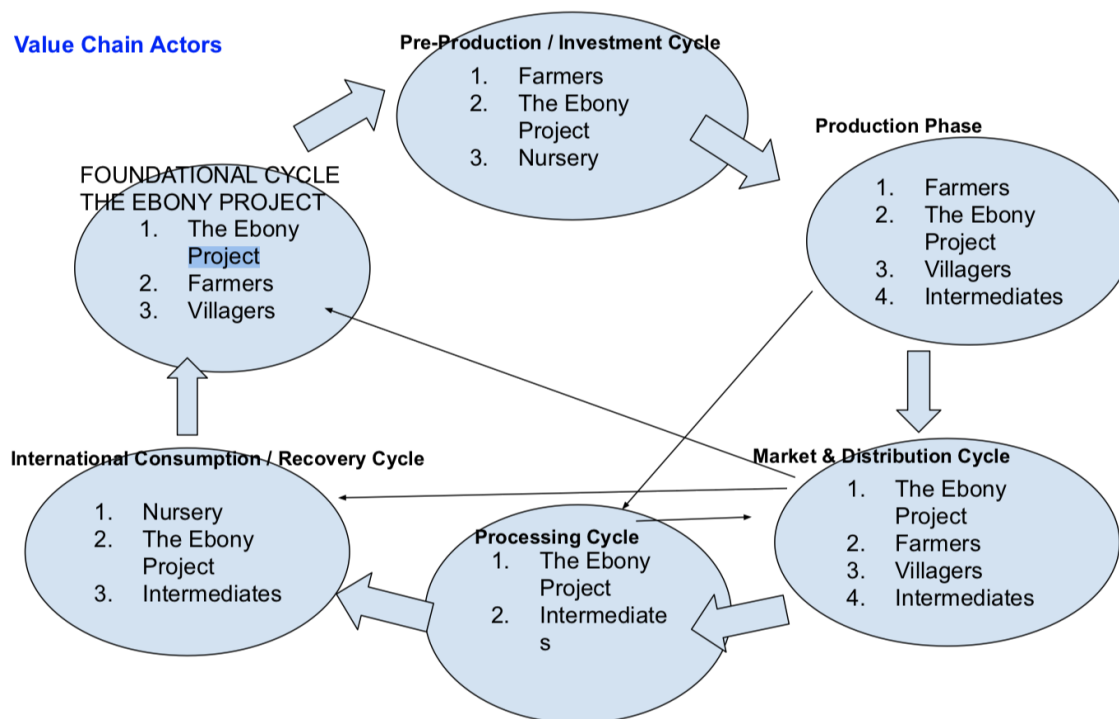 Value Chain Actors
Pre-Production / Investment Cycle
1. Farmers
2. The Ebony
Project
3. Nursery
Production Phase
1. Farmers
2. The Ebony
Project
3. Villagers
4. Intermediates
FOUNDATIONAL CYCLE
THE EBONY PROJECT
1. The Ebony
Project
2. Farmers
3. Villagers
International Consumption / Recovery Cycle
1. Nursery
2. The Ebony
Project
3. Intermediates
Processing Cycle
1. The Ebony
Project
2. Intermediate
s
Market & Distribution Cycle
1. The Ebony
Project
2. Farmers
3. Villagers
4. Intermediates